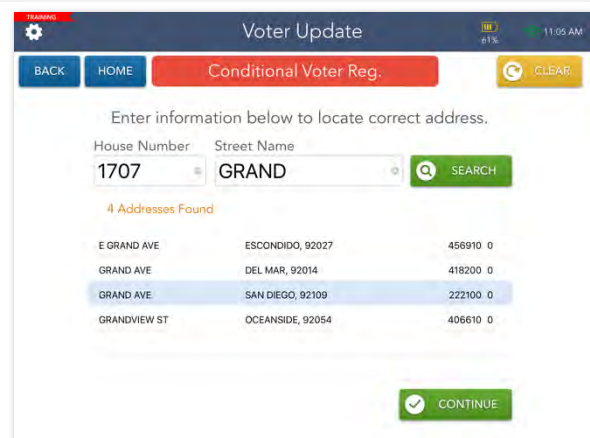 TRAINING
Voter Update
61%
11:05 AM
BACK
HOME
Conditional Voter Reg.
CLEAR
Enter information below to locate correct address.
House Number Street Name
1707 GRAND SEARCH
4 Addresses Found
E GRAND AVE ESCONDIDO, 92027 456910 0
GRAND AVE DEL MAR, 92014 418200 0
GRAND AVE SAN DIEGO, 92109 222100 0
GRANDVIEW ST OCEANSIDE, 92054 406610 0
CONTINUE